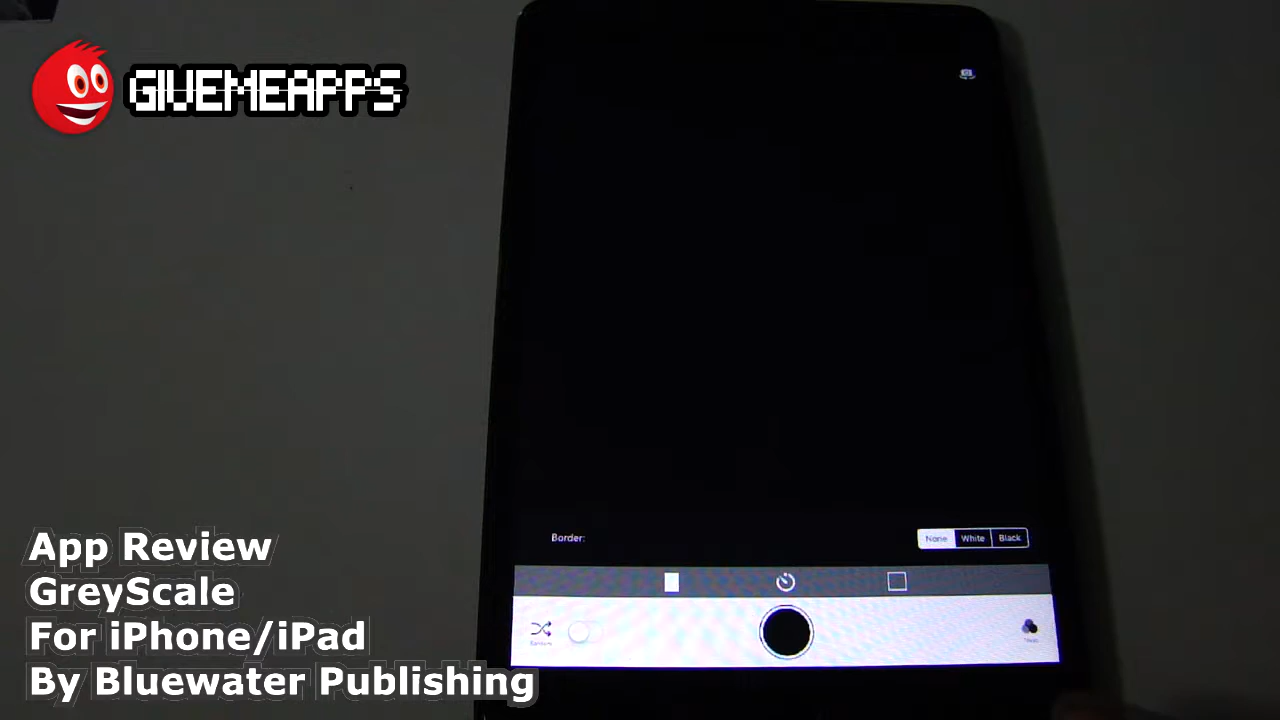 GIVEMEAPPS
Border:
None White Black
App Review
GreyScale
For iPhone/iPad
By Bluewater Publishing